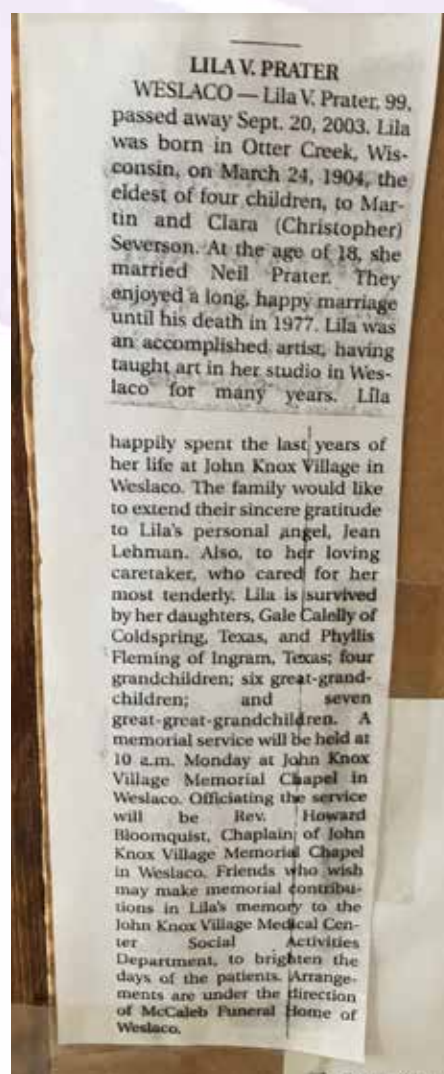 LILA V. PRATER
WESLACO — Lila V. Prater, 99,
passed away Sept. 20, 2003. Lila
was born in Otter Creek, Wis-
consin, on March 24, 1904, the
eldest of four children, to Mar-
tin and Clara (Christopher)
Severson. At the age of 18, she
married Neil Prater. They
enjoyed a long, happy marriage
until his death in 1977. Lila was
an accomplished artist, having
taught art in her studio in Wes-
laco for many years. Lila
happily spent the last years of
her life at John Knox Village in
Weslaco. The family would like
to extend their sincere gratitude
to Lila's personal angel, Jean
Lehman. Also, to her loving
caretaker, who cared for her
most tenderly. Lila is survived
by her daughters, Gale Calelly of
Coldspring, Texas, and Phyllis
Fleming of Ingram, Texas; four
grandchildren; six great-grand-
children; and seven
great-great-grandchildren. A
memorial service will be held at
10 a.m. Monday at John Knox
Village Memorial Chapel in
Weslaco. Officiating the service
will be Rev. Howard
Bloomquist, Chaplain of John
Knox Village Memorial Chapel
in Weslaco. Friends who wish
may make memorial contribu-
tions in Lila's memory to the
John Knox Village Medical Cen-
ter Social Activities
Department, to brighten the
days of the patients. Arrange-
ments are under the direction
of McCaleb Funeral Home of
Weslaco.